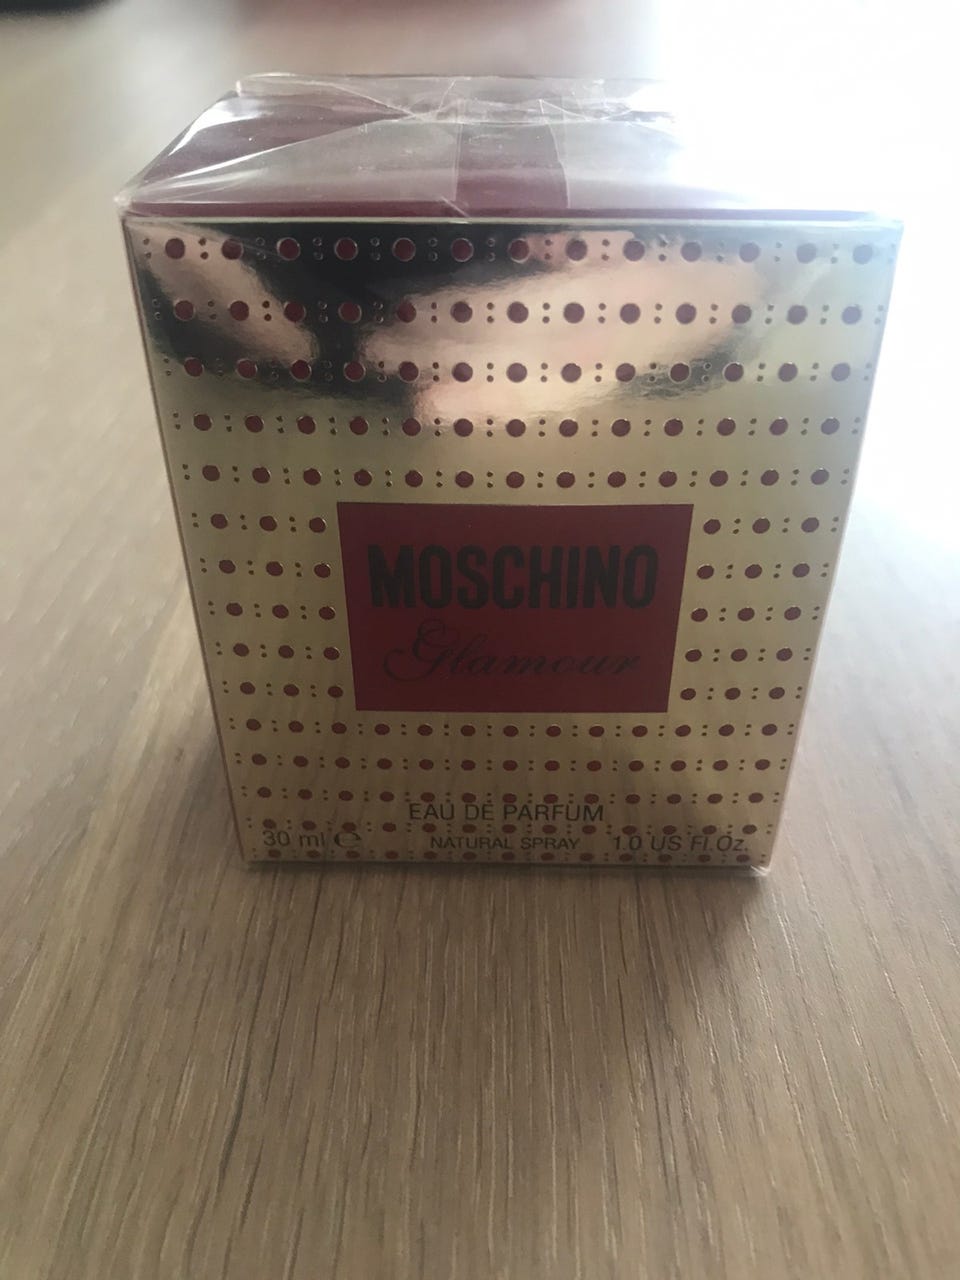 MOSCHINO
Glamour
EAU DE PARFUM
30 ml ℮ NATURAL SPRAY 1.0 US Fl.Oz.